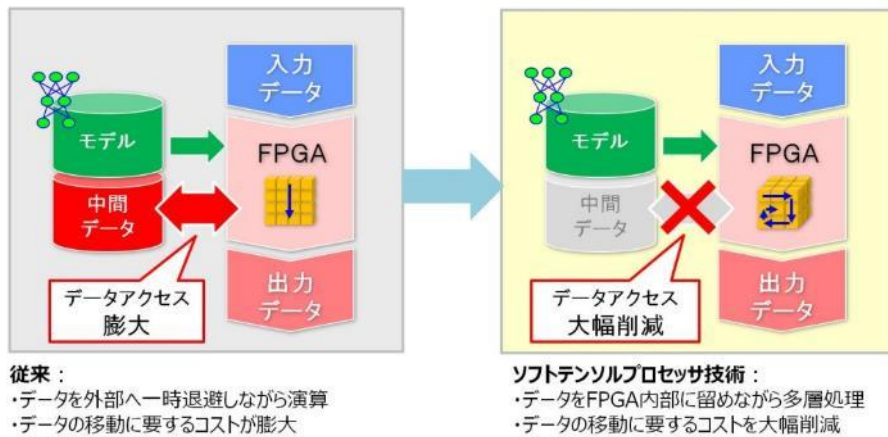 入力
データ
モデル
FPGA
中間
データ
データアクセス
膨大
出力
データ
従来：
・データを外部へ一時退避しながら演算
・データの移動に要するコストが膨大
入力
データ
モデル
FPGA
中間
データ
データアクセス
大幅削減
出力
データ
ソフトテンソルプロセッサ技術：
・データをFPGA内部に留めながら多層処理
・データの移動に要するコストを大幅削減